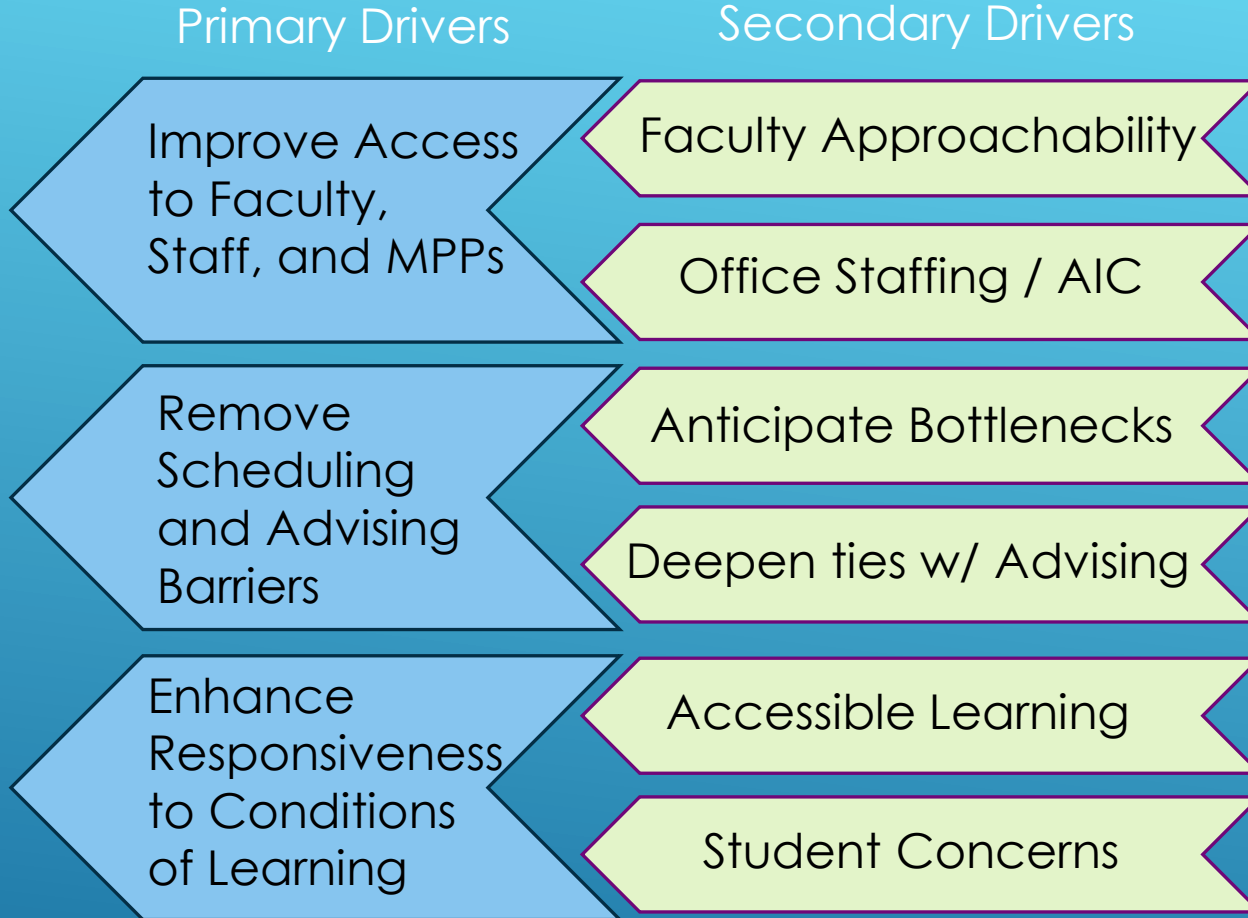 Primary Drivers
Secondary Drivers
Improve Access
to Faculty,
Staff, and MPPs
Faculty Approachability
Office Staffing / AIC
Remove
Scheduling
and Advising
Barriers
Anticipate Bottlenecks
Deepen ties w/ Advising
Enhance
Responsiveness
to Conditions
of Learning
Accessible Learning
Student Concerns